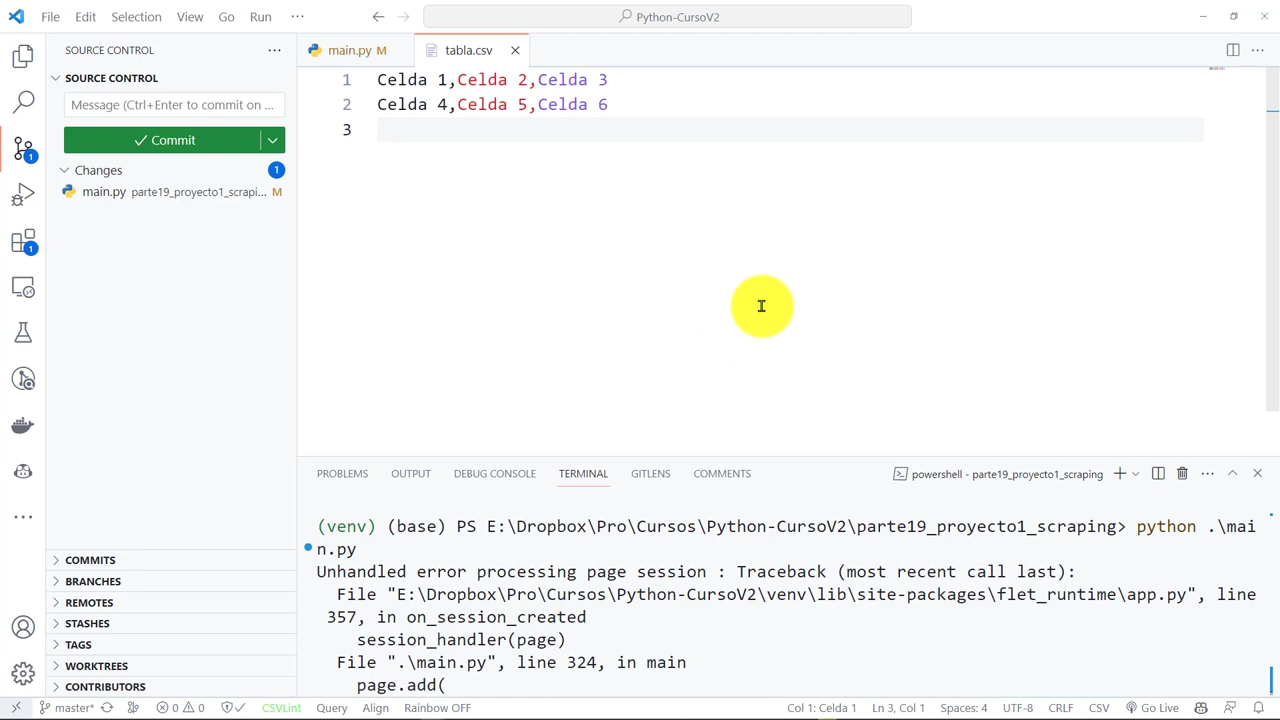 File Edit Selection View Go Run ··· Python-CursoV2
SOURCE CONTROL ···
main.py M
tabla.csv
SOURCE CONTROL
Message (Ctrl+Enter to commit on ...
Commit
Changes 1
main.py parte19_proyecto1_scrapi... M
1
1
1 Celda 1,Celda 2,Celda 3
2 Celda 4,Celda 5,Celda 6
3
PROBLEMS OUTPUT DEBUG CONSOLE TERMINAL GITLENS COMMENTS powershell - parte19_proyecto1_scraping
(venv) (base) PS E:\Dropbox\Pro\Cursos\Python-CursoV2\parte19_proyecto1_scraping> python .\mai
n.py
Unhandled error processing page session : Traceback (most recent call last):
File "E:\Dropbox\Pro\Cursos\Python-CursoV2\venv\lib\site-packages\flet_runtime\app.py", line
357, in on_session_created
session_handler(page)
File ".\main.py", line 324, in main
page.add(
COMMITS
BRANCHES
REMOTES
STASHES
TAGS
WORKTREES
CONTRIBUTORS
master* 0 0 CSVLint Query Align Rainbow OFF Col 1: Celda 1 Ln 3, Col 1 Spaces: 4 UTF-8 CRLF CSV Go Live